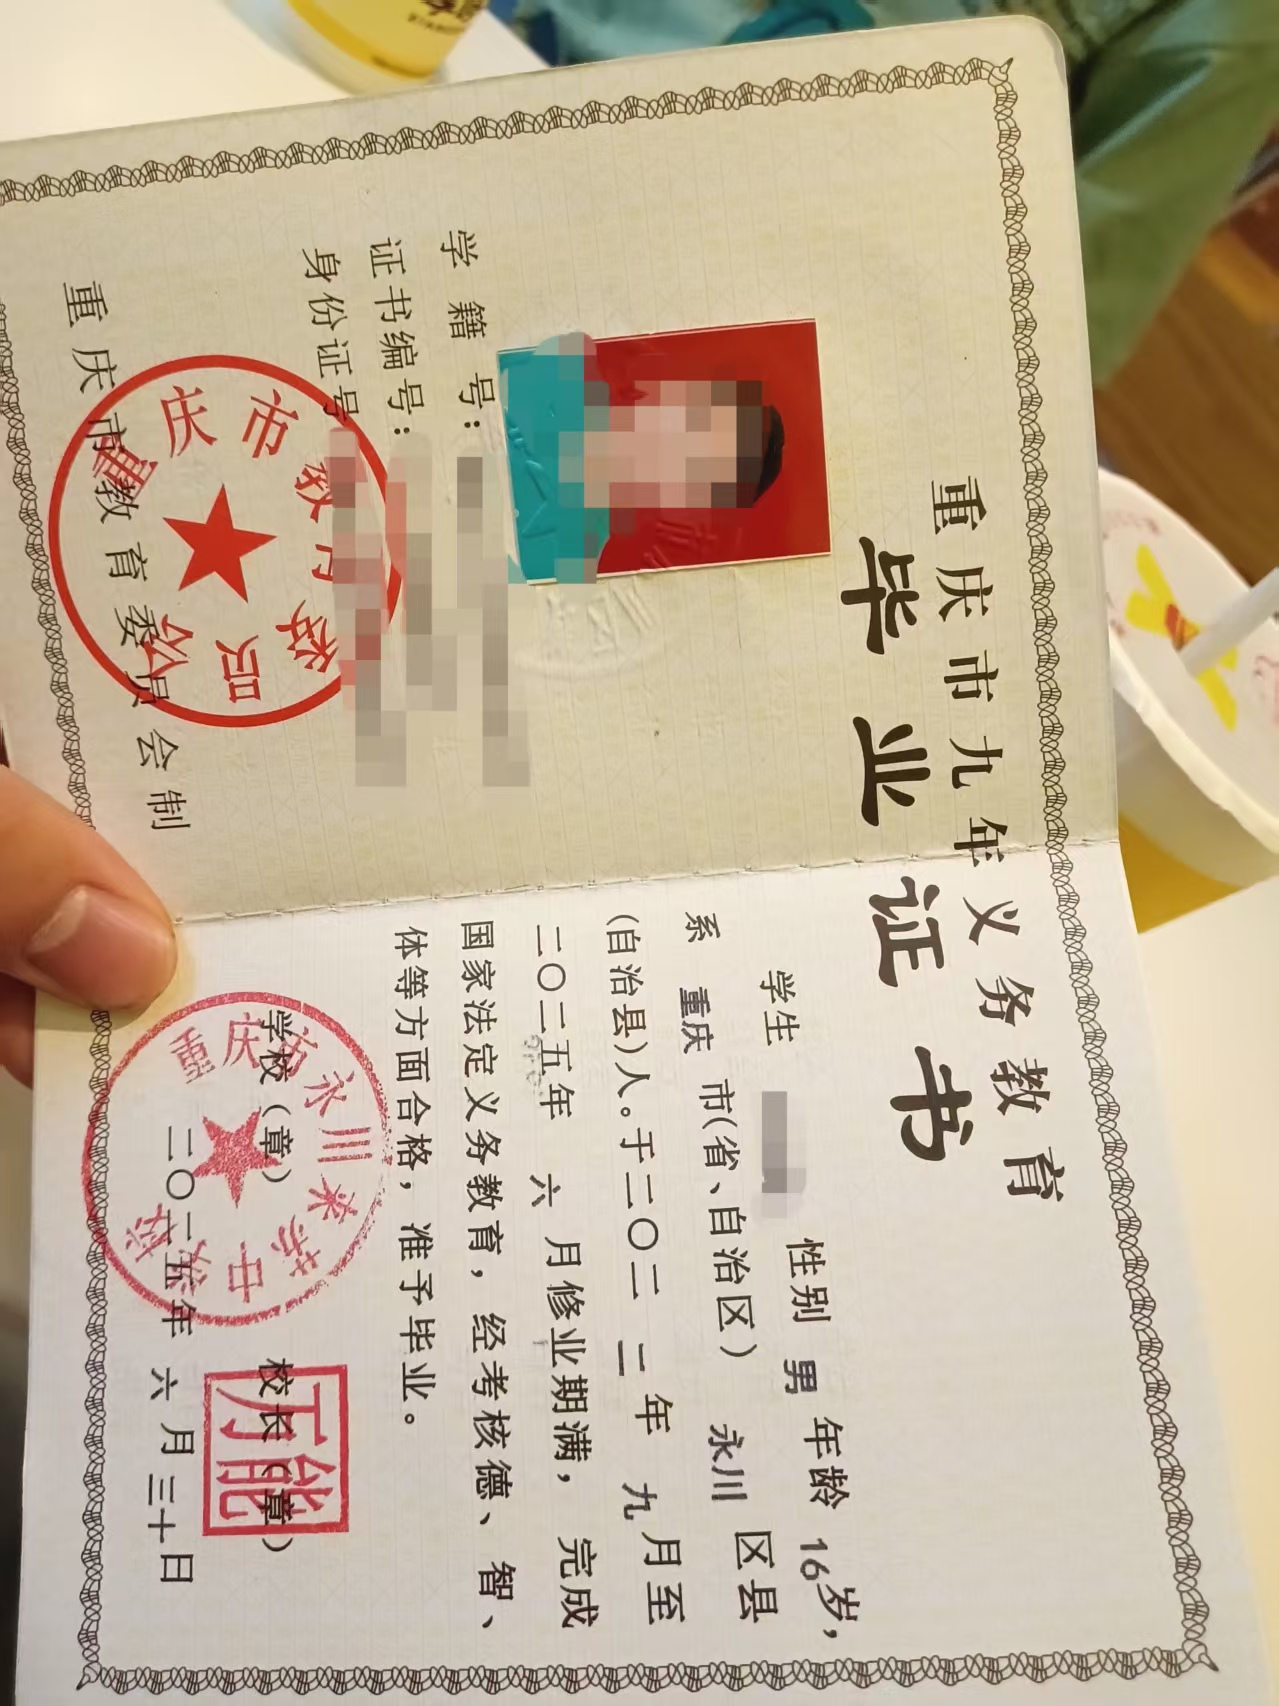 重庆市九年义务教育
毕业证书
学籍号：
证书编号：
身份证号
重庆市教育委员会制
重庆市教育委员会
学生 性别 男 年龄 16岁，
系 重庆 市(省、自治区) 永川 区县
(自治县)人。于二〇二 二 年 九 月至
二〇二五年 六 月修业期满，完成
国家法定义务教育，经考核德、智、
体等方面合格，准予毕业。
学校（章） 校长（章）
二〇二五年 六 月三十日
重庆市永川来苏中学校